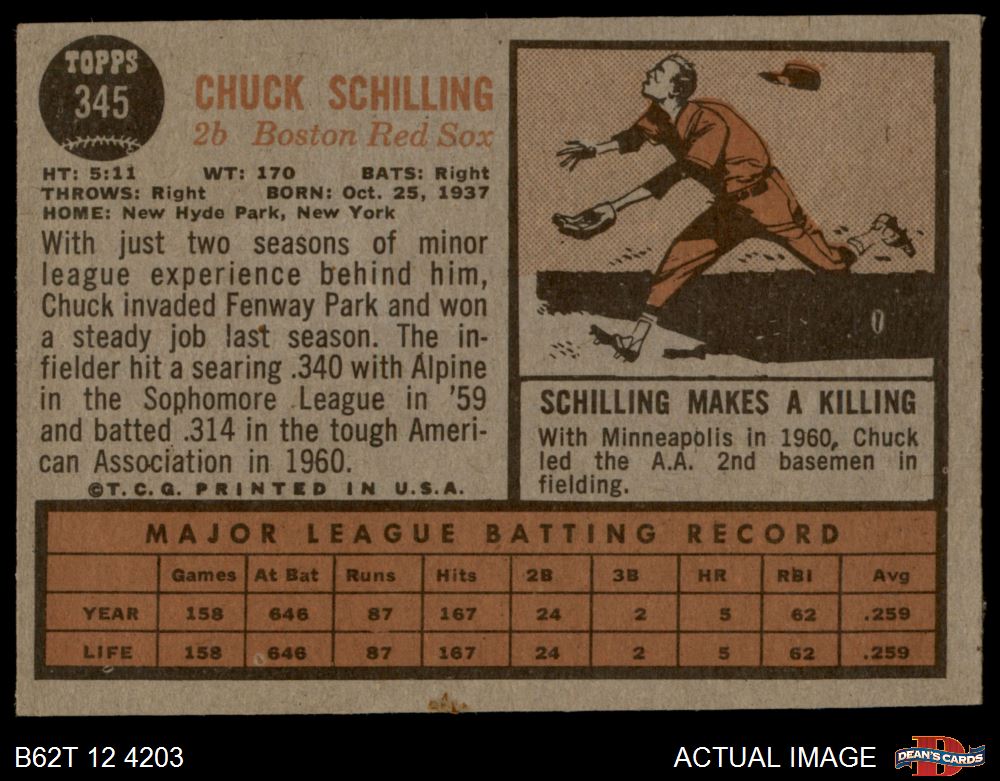 TOPPS
345
CHUCK SCHILLING
2b Boston Red Sox
HT: 5:11 WT: 170 BATS: Right
THROWS: Right BORN: Oct. 25, 1937
HOME: New Hyde Park, New York
With just two seasons of minor
league experience behind him,
Chuck invaded Fenway Park and won
a steady job last season. The in-
fielder hit a searing .340 with Alpine
in the Sophomore League in '59
and batted .314 in the tough Ameri-
can Association in 1960.
©T.C.G. PRINTED IN U.S.A.
SCHILLING MAKES A KILLING
With Minneapolis in 1960, Chuck
led the A.A. 2nd basemen in
fielding.
MAJOR LEAGUE BATTING RECORD
Games At Bat Runs Hits 2B 3B HR RBI Avg
YEAR 158 646 87 167 24 2 5 62 .259
LIFE 158 646 87 167 24 2 5 62 .259
B62T 12 4203
ACTUAL IMAGE
D
DEAN'S CARDS